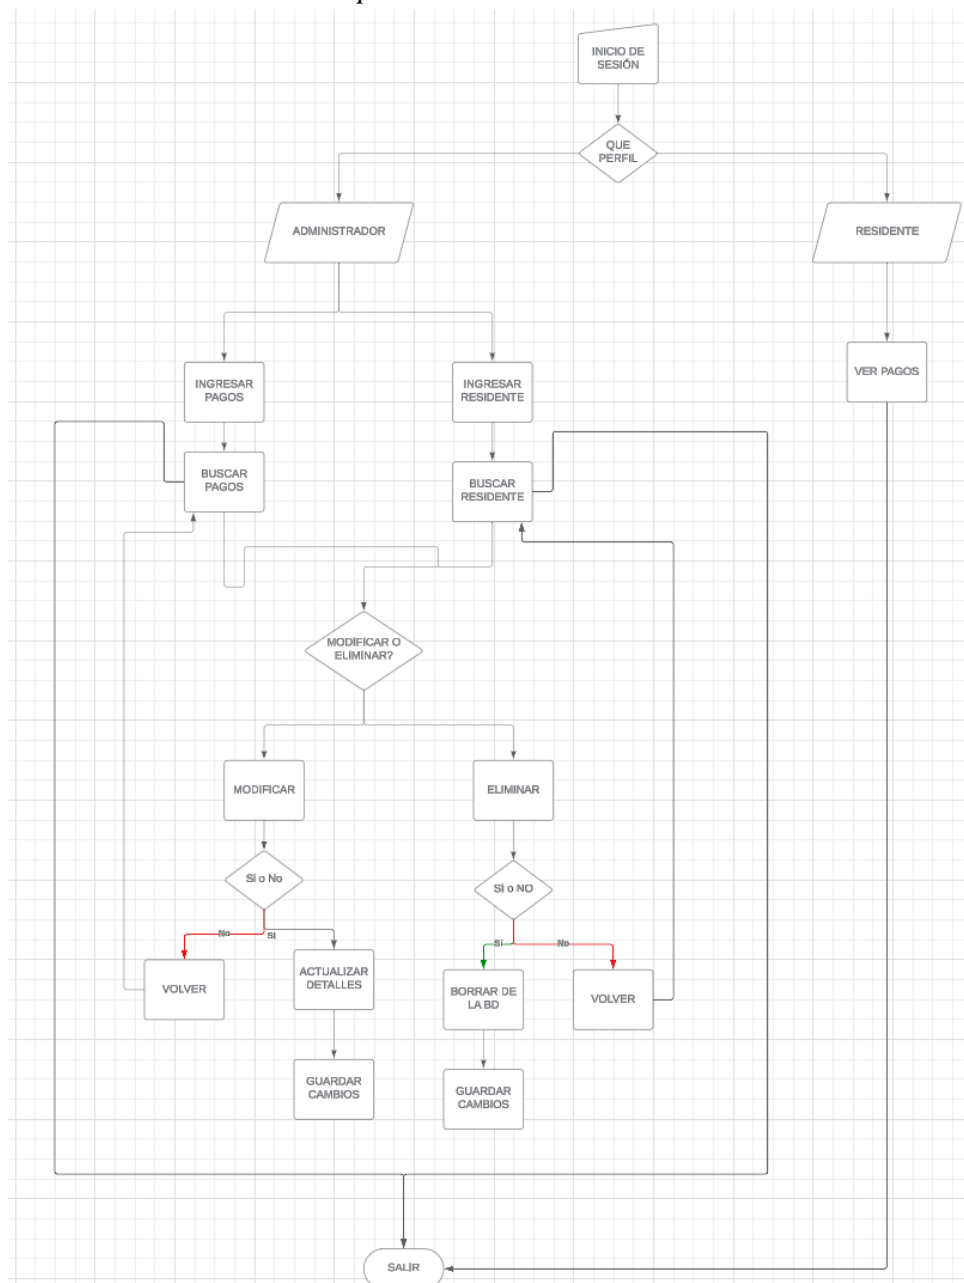 INICIO DE
SESIÓN
QUE
PERFIL
ADMINISTRADOR
RESIDENTE
INGRESAR
PAGOS
INGRESAR
RESIDENTE
VER PAGOS
BUSCAR
PAGOS
BUSCAR
RESIDENTE
MODIFICAR O
ELIMINAR?
MODIFICAR
ELIMINAR
Si o No
SI o NO
No
SI
Sí
No
VOLVER
ACTUALIZAR
DETALLES
BORRAR DE
LA BD
VOLVER
GUARDAR
CAMBIOS
GUARDAR
CAMBIOS
SALIR